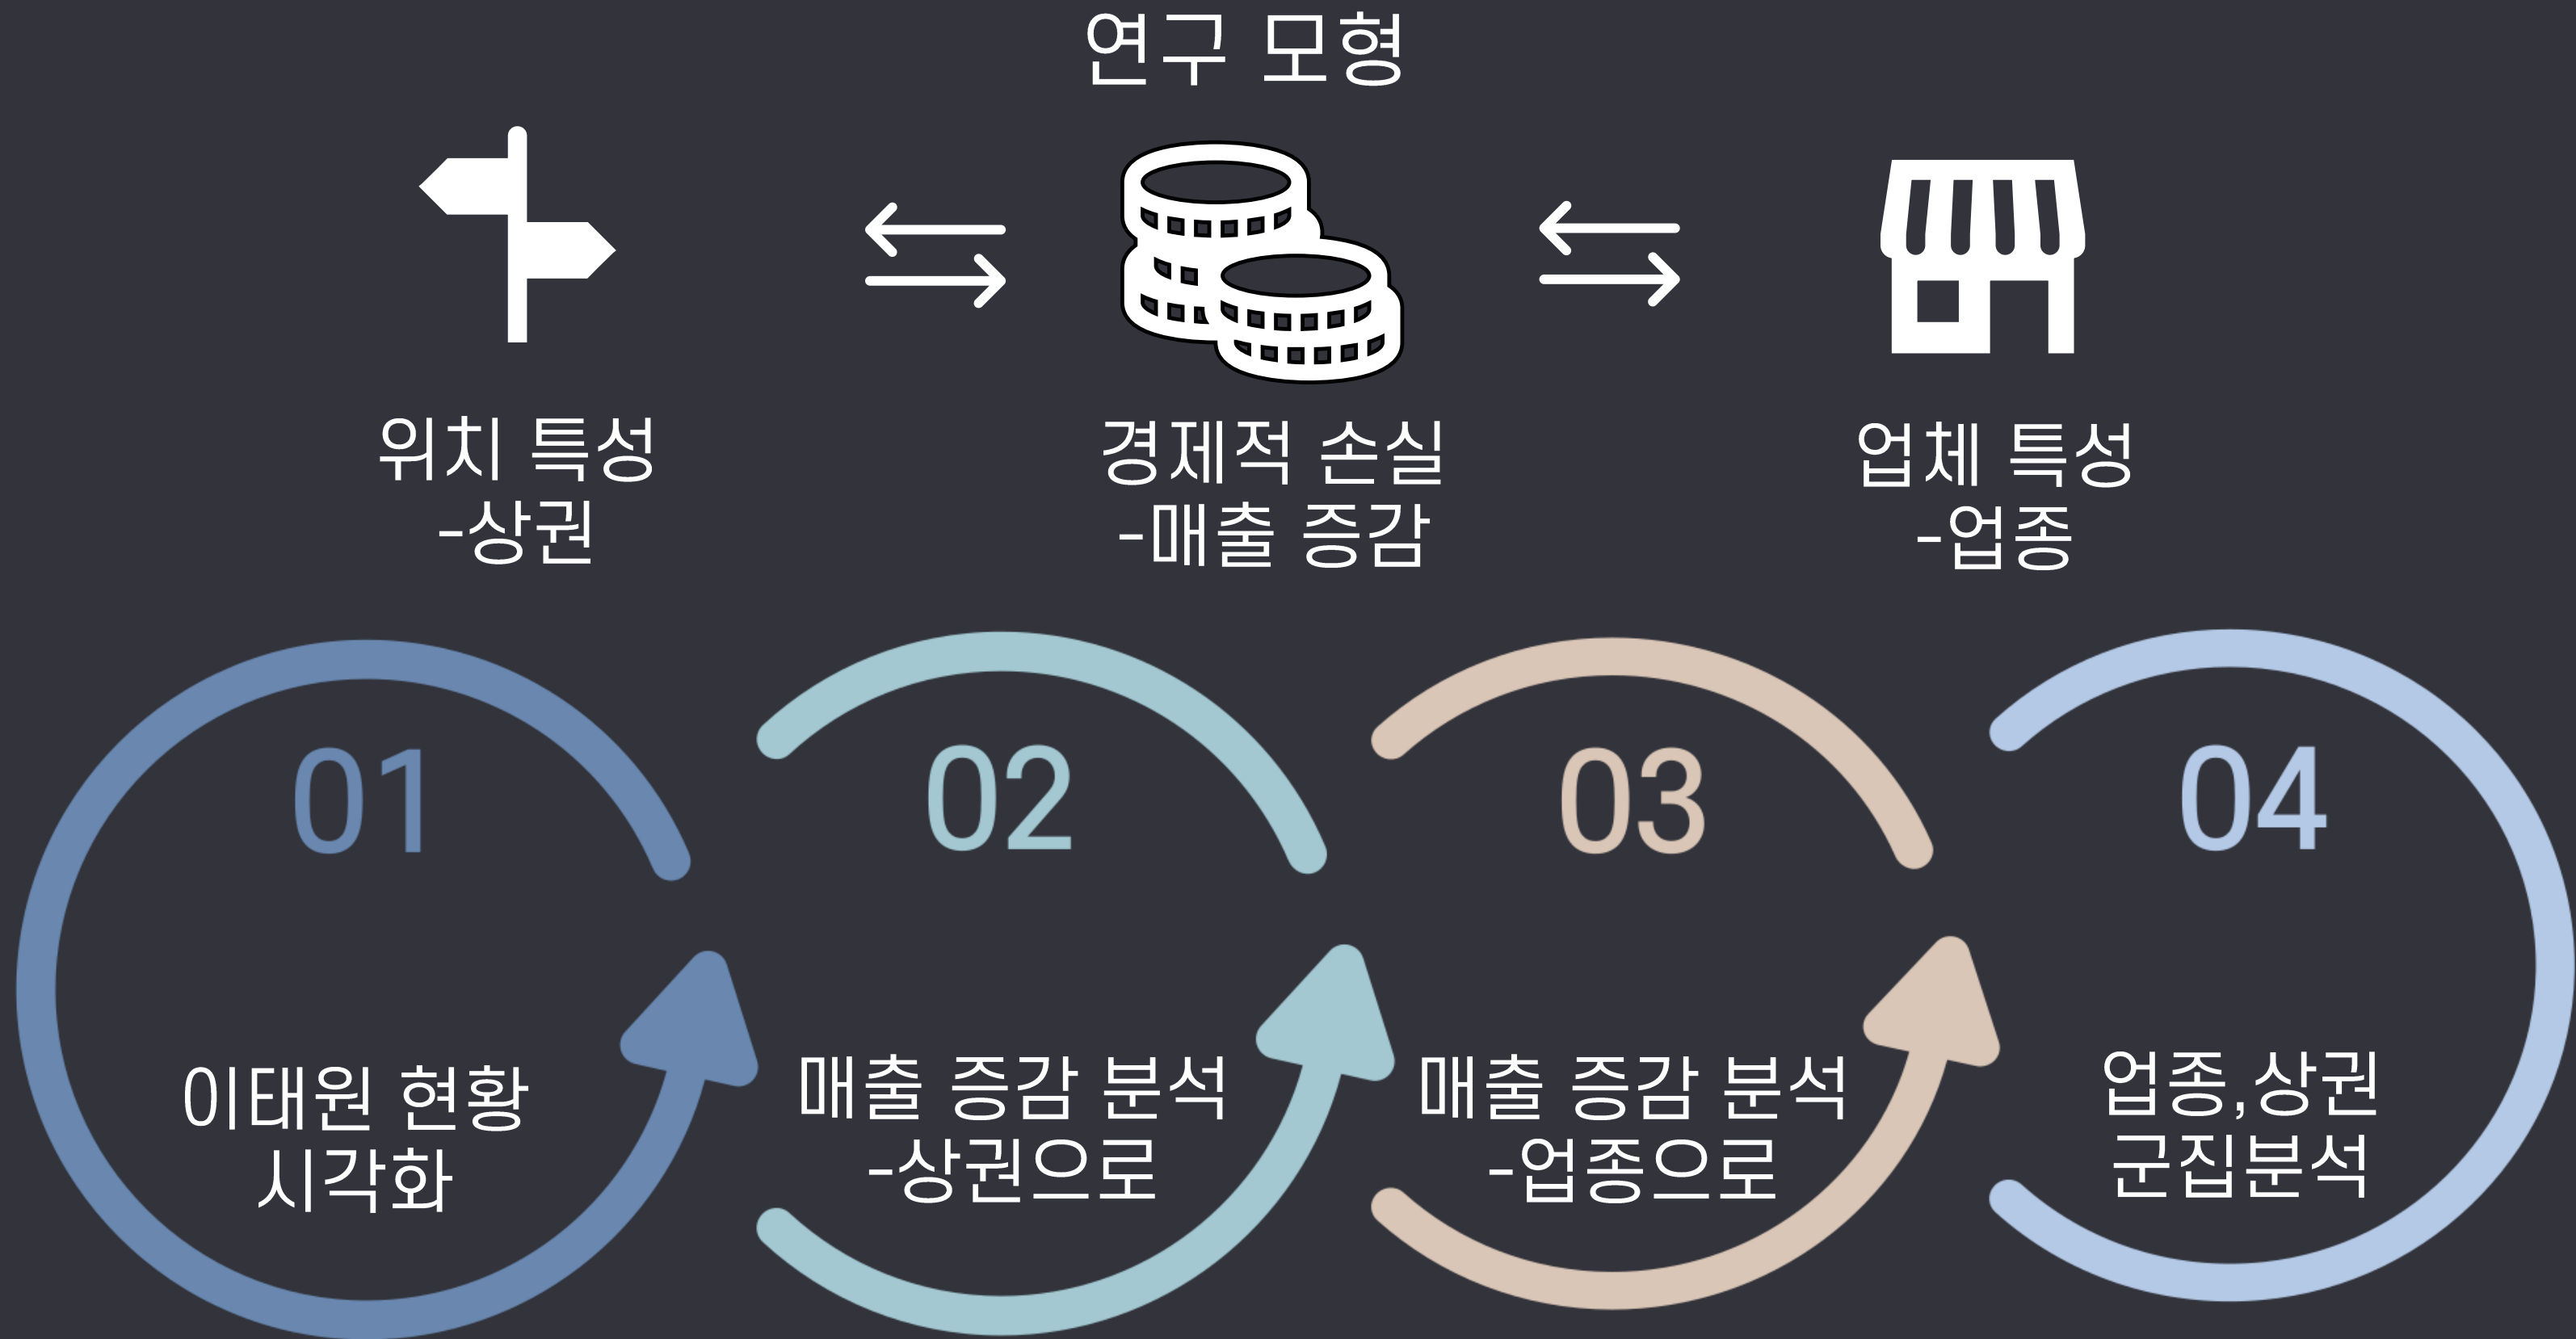 연구 모형
위치 특성
-상권
경제적 손실
-매출 증감
업체 특성
-업종
01
이태원 현황
시각화
02
매출 증감 분석
-상권으로
03
매출 증감 분석
-업종으로
04
업종,상권
군집분석